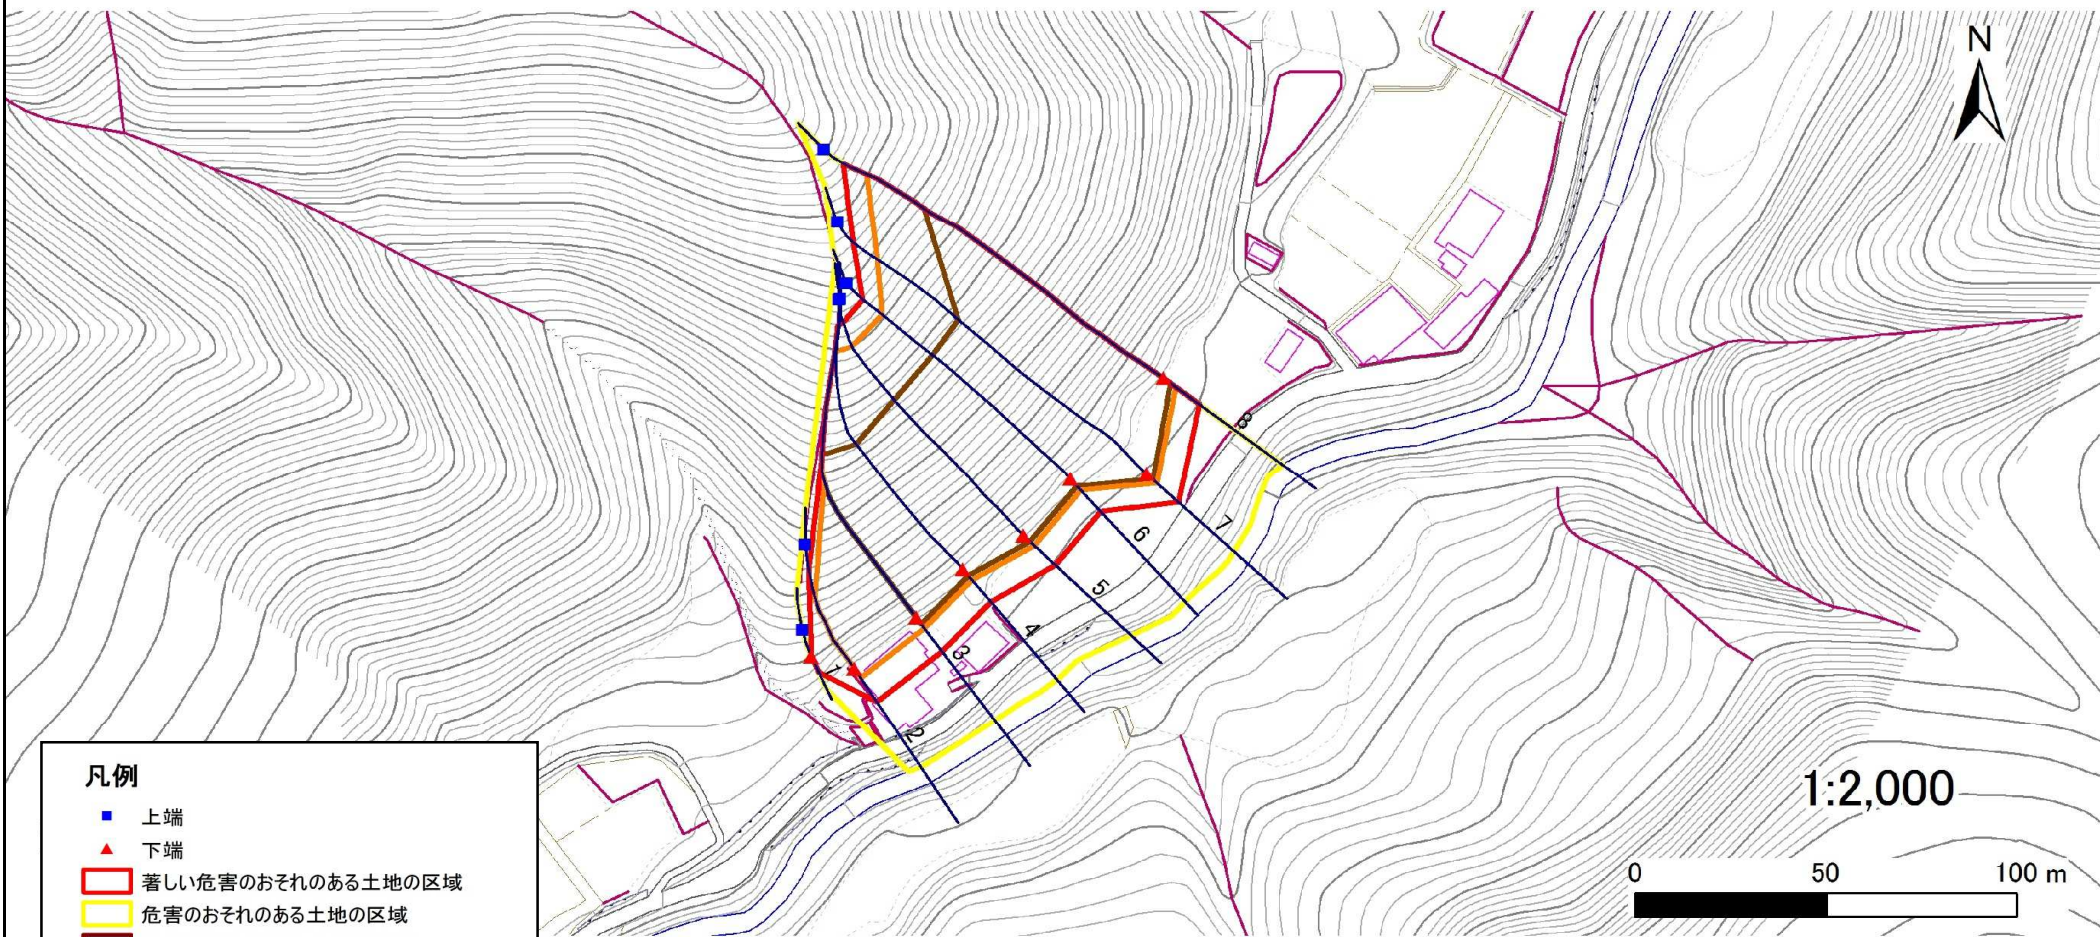 N
8
7
6
5
4
3
1
2
1:2,000
0 50 100 m
凡例
上端
下端
著しい危害のおそれのある土地の区域
危害のおそれのある土地の区域